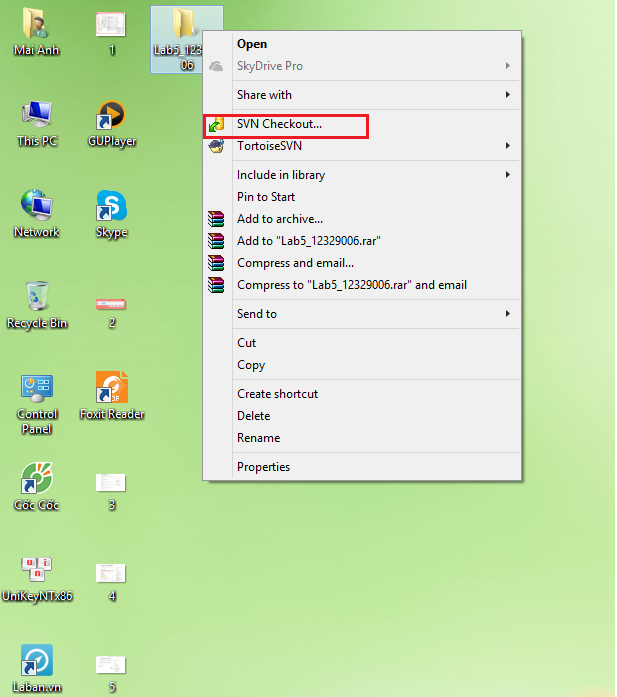 Mai Anh
1
Lab5_123
06
This PC
GUPlayer
Network
Skype
Recycle Bin
2
Control
Panel
Foxit Reader
Cốc Cốc
3
UniKeyNTx86
4
Laban.vn
5
Open
SkyDrive Pro
Share with
SVN Checkout...
TortoiseSVN
Include in library
Pin to Start
Add to archive...
Add to "Lab5_12329006.rar"
Compress and email...
Compress to "Lab5_12329006.rar" and email
Send to
Cut
Copy
Create shortcut
Delete
Rename
Properties